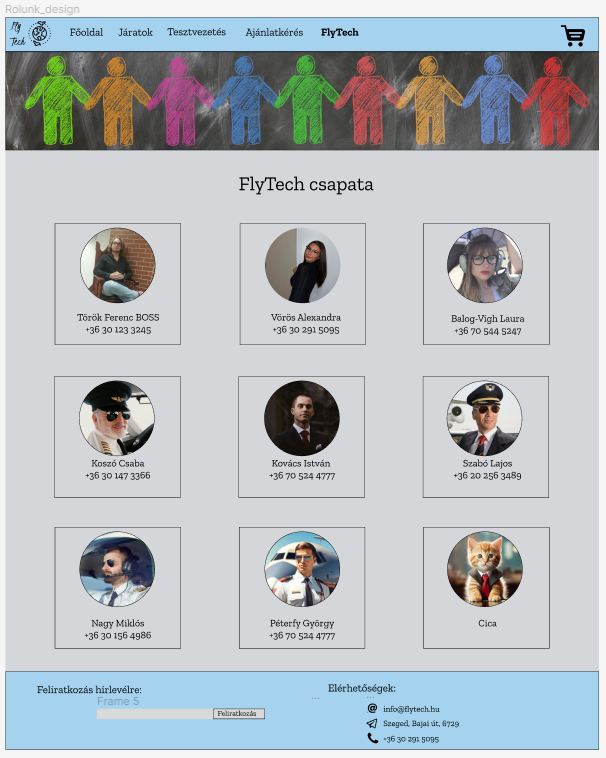 Rolunk_design
Fly
Tech
Főoldal Járatok Tesztvezetés Ajánlatkérés FlyTech
FlyTech csapata
Török Ferenc BOSS
+36 30 123 3245
Vörös Alexandra
+36 30 291 5095
Balog-Vígh Laura
+36 70 544 5247
Koszó Csaba
+36 30 147 3366
Kovács István
+36 70 524 4777
Szabó Lajos
+36 20 256 3489
Nagy Miklós
+36 30 156 4986
Péterfy György
+36 70 524 4777
Cica
Feliratkozás hírlevélre:
Frame 5
Feliratkozás
Elérhetőségek:
info@flytech.hu
Szeged, Bajai út, 6729
+36 30 291 5095